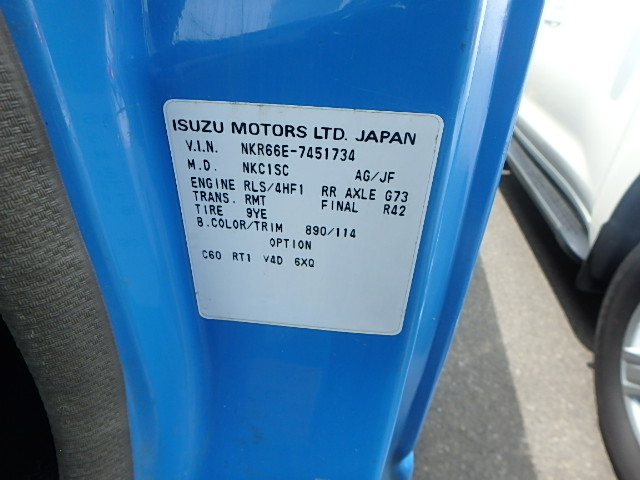 ISUZU MOTORS LTD. JAPAN
V.I.N. NKR66E-7451734
M.D. NKC1SC AG/JF
ENGINE RLS/4HF1 RR AXLE G73
TRANS. RMT FINAL R42
TIRE 9YE
B.COLOR/TRIM 890/114
OPTION
C60 RT1 V4D 6XQ